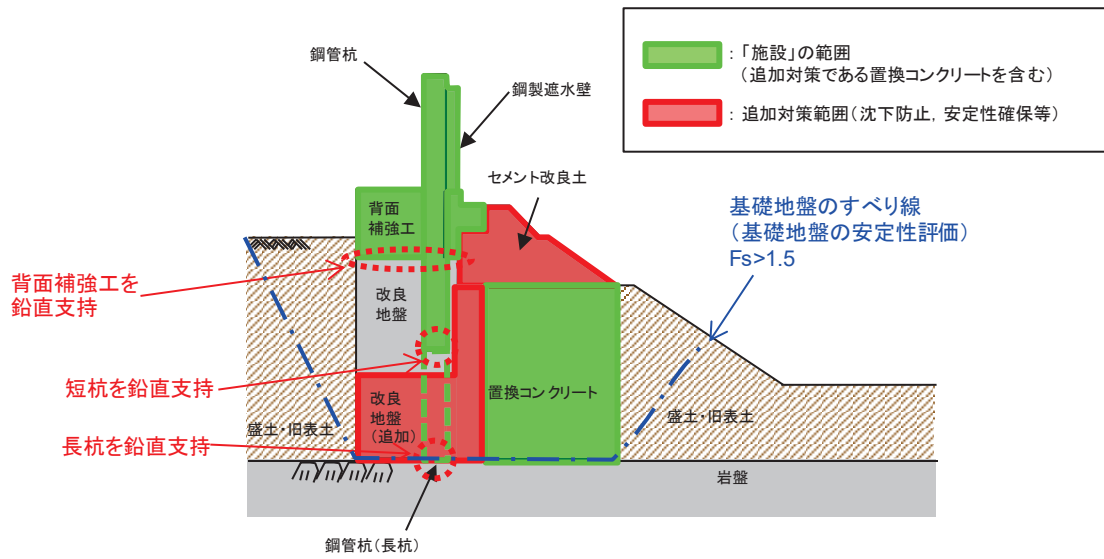 鋼管杭
鋼製遮水壁
:「施設」の範囲
(追加対策である置換コンクリートを含む)
: 追加対策範囲(沈下防止, 安定性確保等)
セメント改良土
背面
補強工
基礎地盤のすべり線
(基礎地盤の安定性評価)
Fs>1.5
背面補強工を
鉛直支持
改良
地盤
短杭を鉛直支持
置換コンクリート
改良
地盤
(追加)
盛土・旧表土
盛土・旧表土
長杭を鉛直支持
岩盤
鋼管杭(長杭)